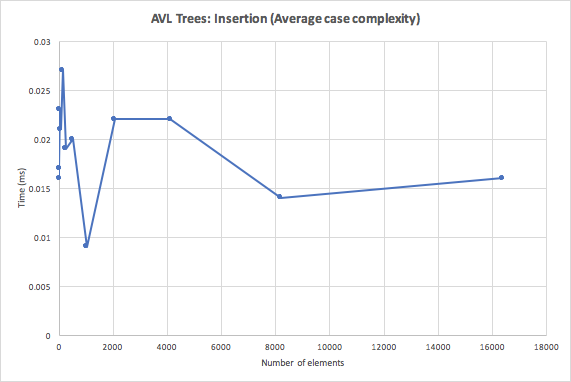 AVL Trees: Insertion (Average case complexity)
0.03
0.025
0.02
0.015
0.01
0.005
0
Time (ms)
0 2000 4000 6000 8000 10000 12000 14000 16000 18000
Number of elements